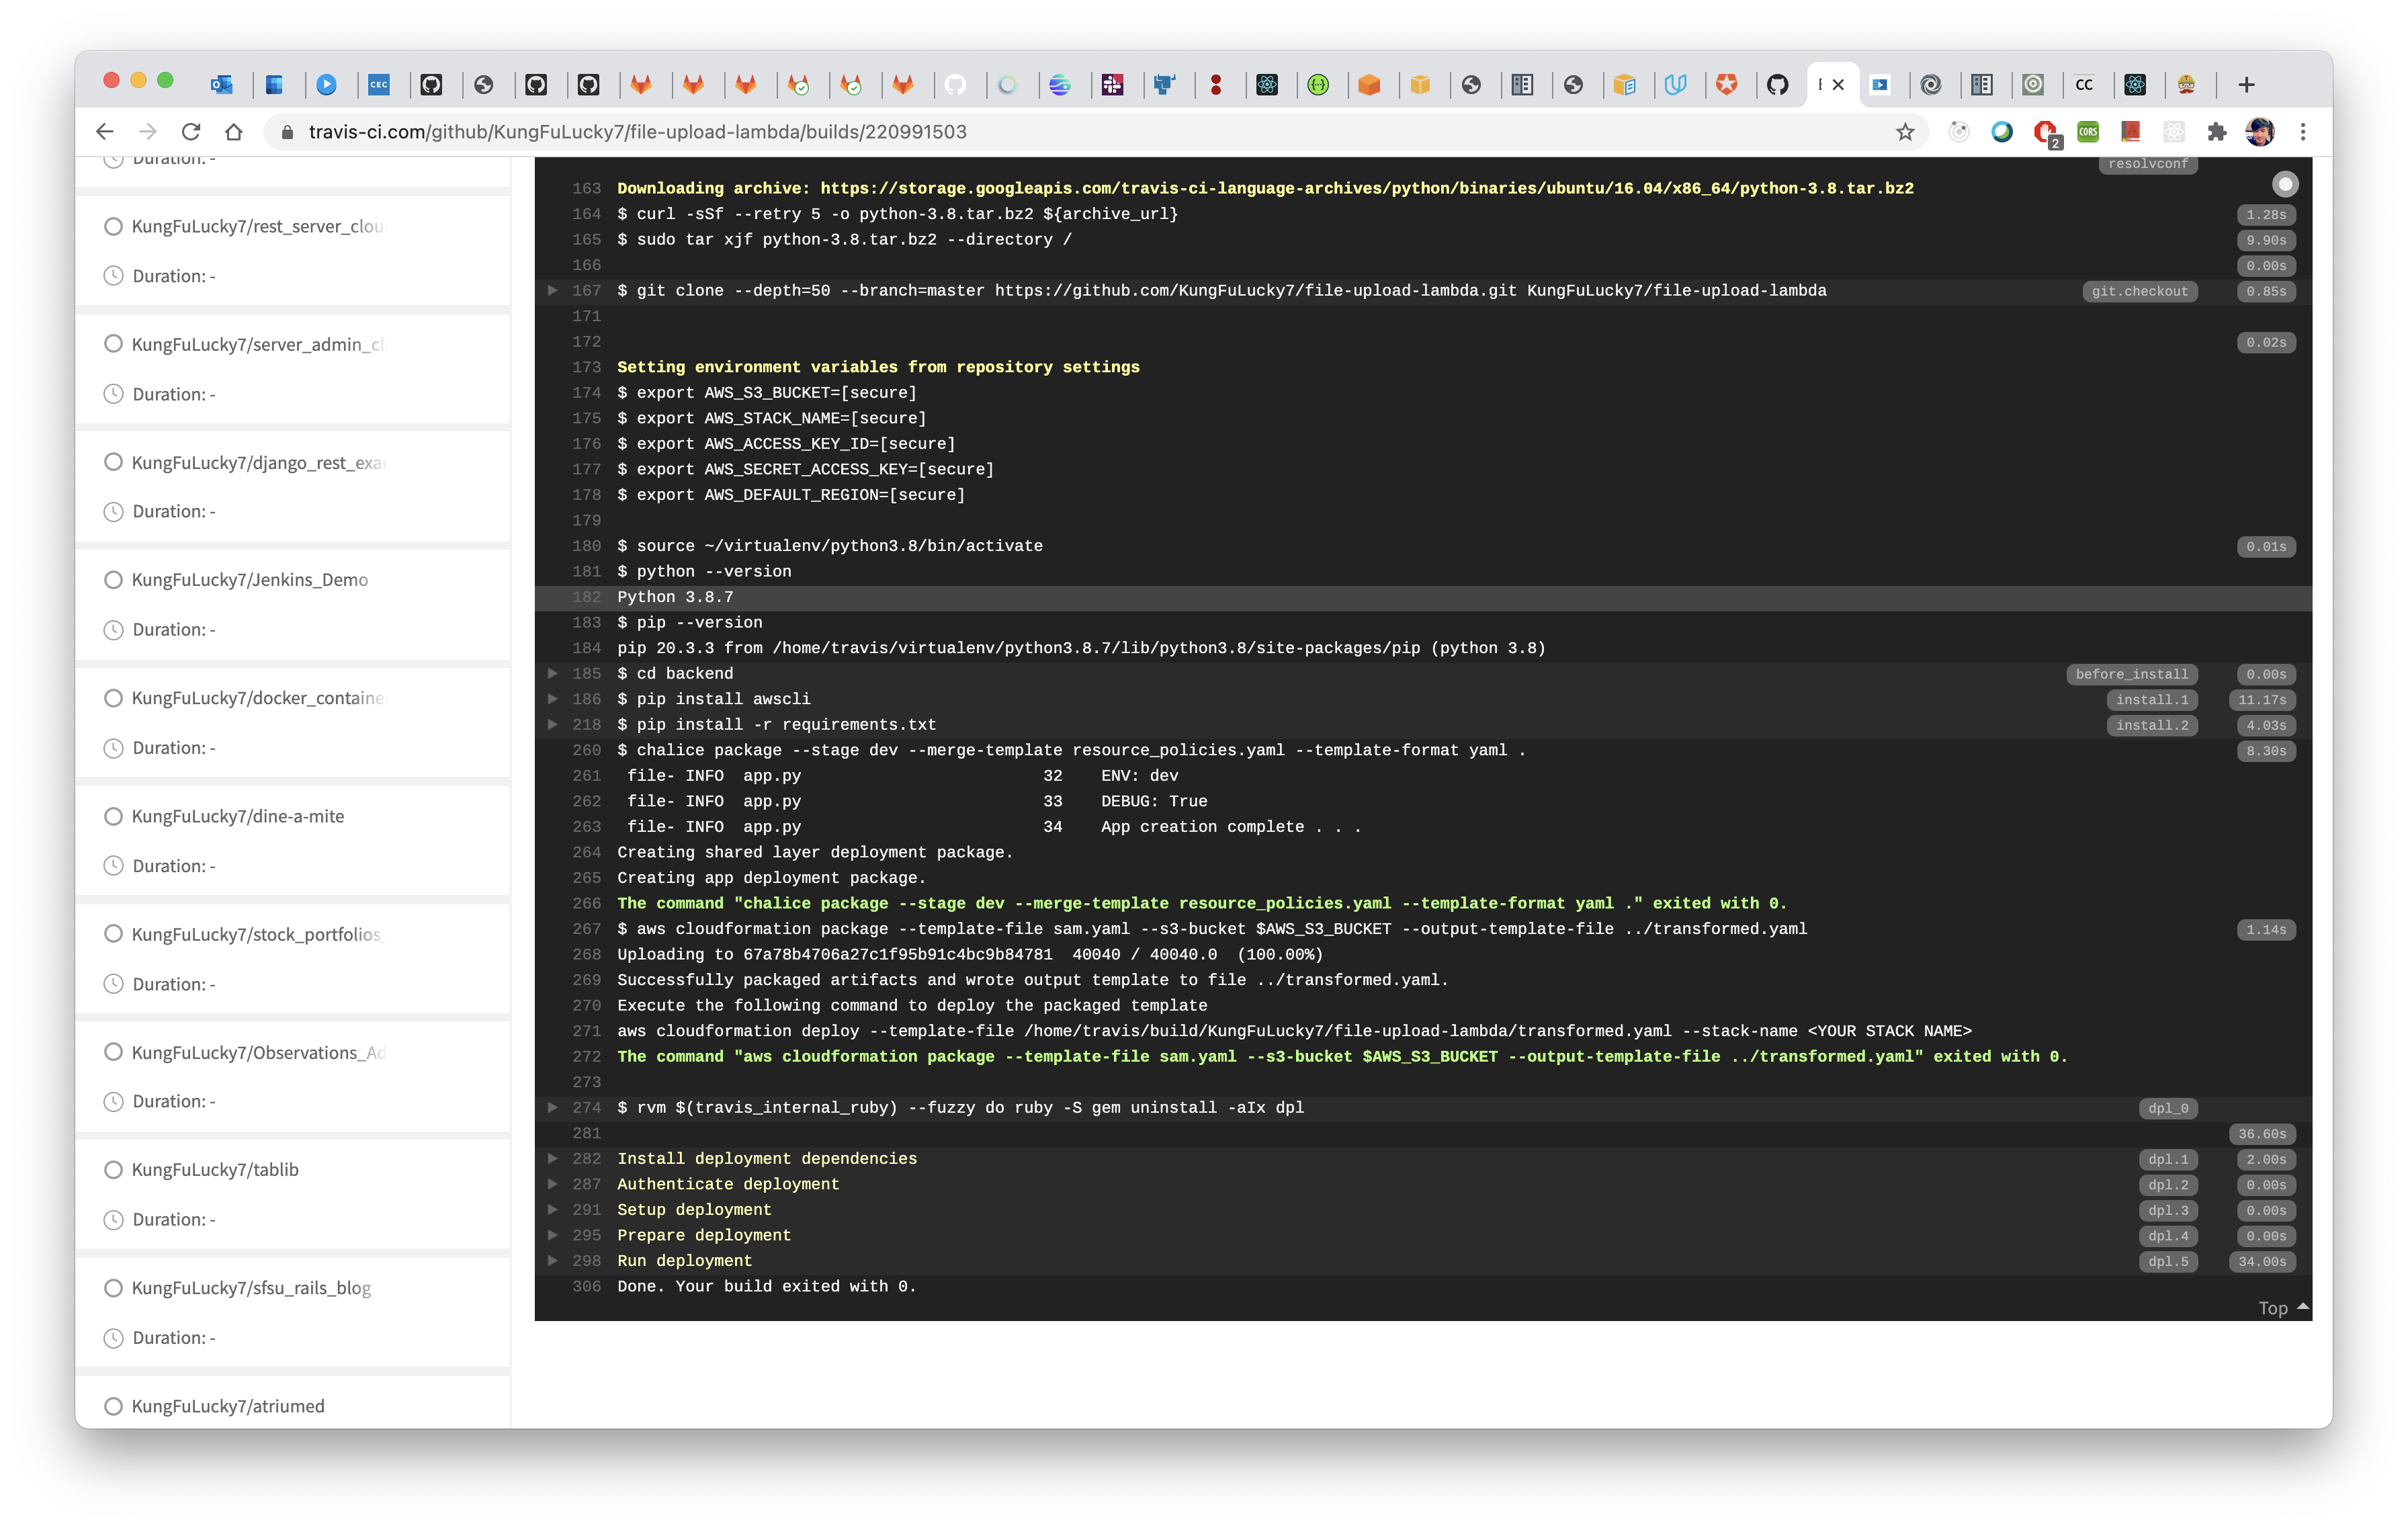 CEC
CC
travis-ci.com/github/KungFuLucky7/file-upload-lambda/builds/220991503
2
CORS
Duration: -
KungFuLucky7/rest_server_clou
Duration: -
KungFuLucky7/server_admin_cl
Duration: -
KungFuLucky7/django_rest_exa
Duration: -
KungFuLucky7/Jenkins_Demo
Duration: -
KungFuLucky7/docker_containe
Duration: -
KungFuLucky7/dine-a-mite
Duration: -
KungFuLucky7/stock_portfolios_
Duration: -
KungFuLucky7/Observations_Ad
Duration: -
KungFuLucky7/tablib
Duration: -
KungFuLucky7/sfsu_rails_blog
Duration: -
KungFuLucky7/atriumed
resolvconf
163 Downloading archive: https://storage.googleapis.com/travis-ci-language-archives/python/binaries/ubuntu/16.04/x86_64/python-3.8.tar.bz2
164 $ curl -sSf --retry 5 -o python-3.8.tar.bz2 ${archive_url} 1.28s
165 $ sudo tar xjf python-3.8.tar.bz2 --directory / 9.90s
166 0.00s
167 $ git clone --depth=50 --branch=master https://github.com/KungFuLucky7/file-upload-lambda.git KungFuLucky7/file-upload-lambda git.checkout 0.85s
171
172 0.02s
173 Setting environment variables from repository settings
174 $ export AWS_S3_BUCKET=[secure]
175 $ export AWS_STACK_NAME=[secure]
176 $ export AWS_ACCESS_KEY_ID=[secure]
177 $ export AWS_SECRET_ACCESS_KEY=[secure]
178 $ export AWS_DEFAULT_REGION=[secure]
179
180 $ source ~/virtualenv/python3.8/bin/activate 0.01s
181 $ python --version
182 Python 3.8.7
183 $ pip --version
184 pip 20.3.3 from /home/travis/virtualenv/python3.8.7/lib/python3.8/site-packages/pip (python 3.8)
185 $ cd backend before_install 0.00s
186 $ pip install awscli install.1 11.17s
218 $ pip install -r requirements.txt install.2 4.03s
260 $ chalice package --stage dev --merge-template resource_policies.yaml --template-format yaml . 8.30s
261 file- INFO app.py 32 ENV: dev
262 file- INFO app.py 33 DEBUG: True
263 file- INFO app.py 34 App creation complete . . .
264 Creating shared layer deployment package.
265 Creating app deployment package.
266 The command "chalice package --stage dev --merge-template resource_policies.yaml --template-format yaml ." exited with 0.
267 $ aws cloudformation package --template-file sam.yaml --s3-bucket $AWS_S3_BUCKET --output-template-file ../transformed.yaml 1.14s
268 Uploading to 67a78b4706a27c1f95b91c4bc9b84781 40040 / 40040.0 (100.00%)
269 Successfully packaged artifacts and wrote output template to file ../transformed.yaml.
270 Execute the following command to deploy the packaged template
271 aws cloudformation deploy --template-file /home/travis/build/KungFuLucky7/file-upload-lambda/transformed.yaml --stack-name <YOUR STACK NAME>
272 The command "aws cloudformation package --template-file sam.yaml --s3-bucket $AWS_S3_BUCKET --output-template-file ../transformed.yaml" exited with 0.
273
274 $ rvm $(travis_internal_ruby) --fuzzy do ruby -S gem uninstall -aIx dpl dpl_0
281 36.60s
282 Install deployment dependencies dpl.1 2.00s
287 Authenticate deployment dpl.2 0.00s
291 Setup deployment dpl.3 0.00s
295 Prepare deployment dpl.4 0.00s
298 Run deployment dpl.5 34.00s
306 Done. Your build exited with 0.
Top